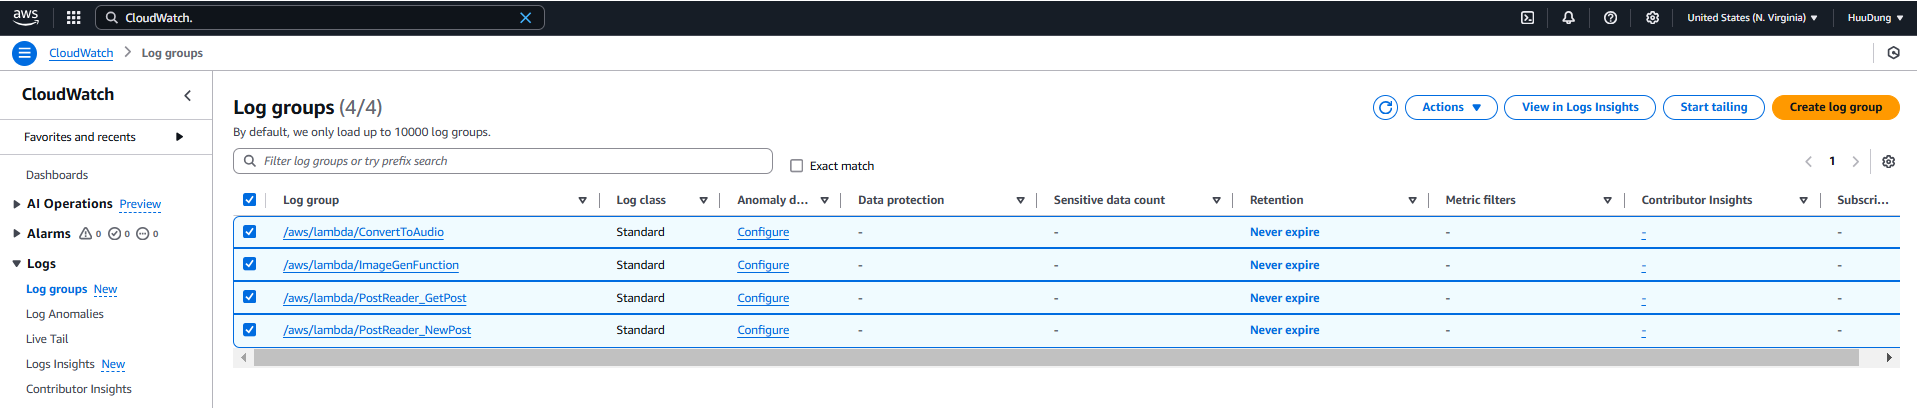 aws CloudWatch. United States (N. Virginia) HuuDung
CloudWatch Log groups
CloudWatch
Favorites and recents
Dashboards
AI Operations Preview
Alarms 0 0 0
Logs
Log groups New
Log Anomalies
Live Tail
Logs Insights New
Contributor Insights
Log groups (4/4) Actions View in Logs Insights Start tailing Create log group
By default, we only load up to 10000 log groups.
Filter log groups or try prefix search Exact match 1
Log group Log class Anomaly d... Data protection Sensitive data count Retention Metric filters Contributor Insights Subscri...
/aws/lambda/ConvertToAudio Standard Configure - - Never expire - - -
/aws/lambda/ImageGenFunction Standard Configure - - Never expire - - -
/aws/lambda/PostReader_GetPost Standard Configure - - Never expire - - -
/aws/lambda/PostReader_NewPost Standard Configure - - Never expire - - -